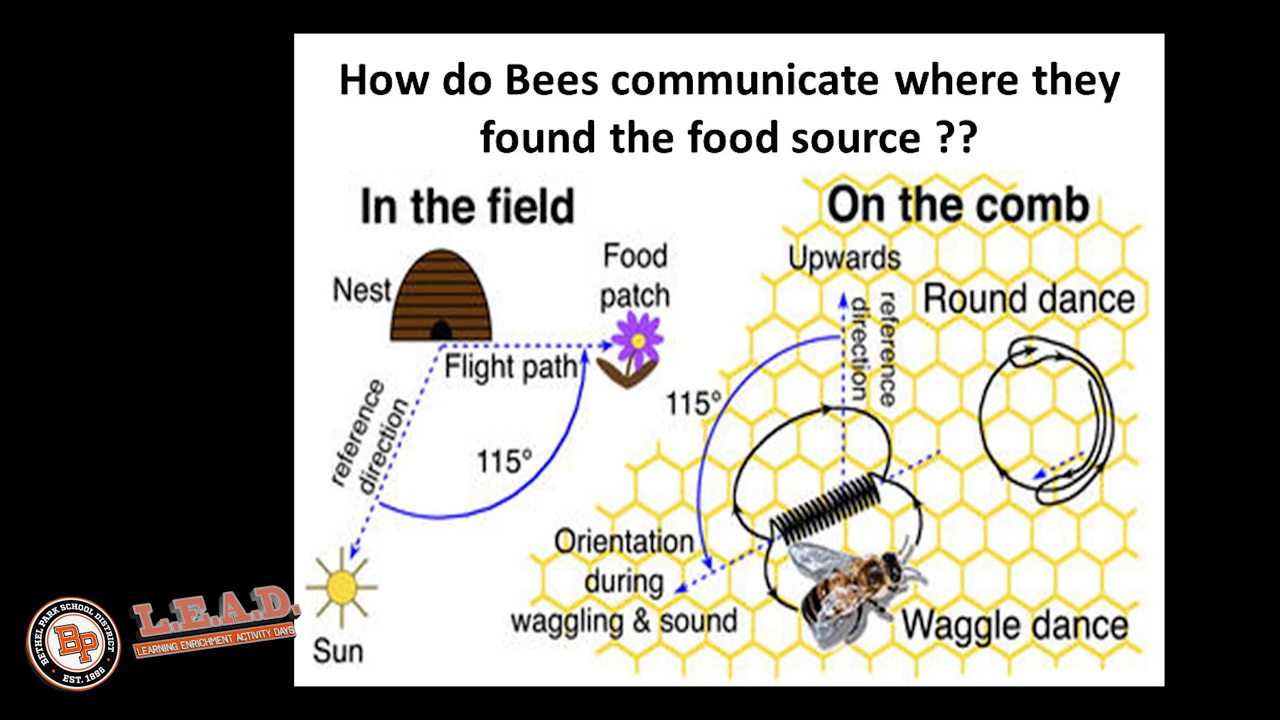 How do Bees communicate where they
found the food source ??
In the field
Nest
Food
patch
Flight path
reference
direction
115°
Sun
On the comb
Upwards
reference
direction
Round dance
115°
Orientation
during
waggling & sound
Waggle dance
BETHEL PARK SCHOOL DISTRICT
BP
EST. 1886
L.E.A.D.
LEARNING ENRICHMENT ACTIVITY DAYS